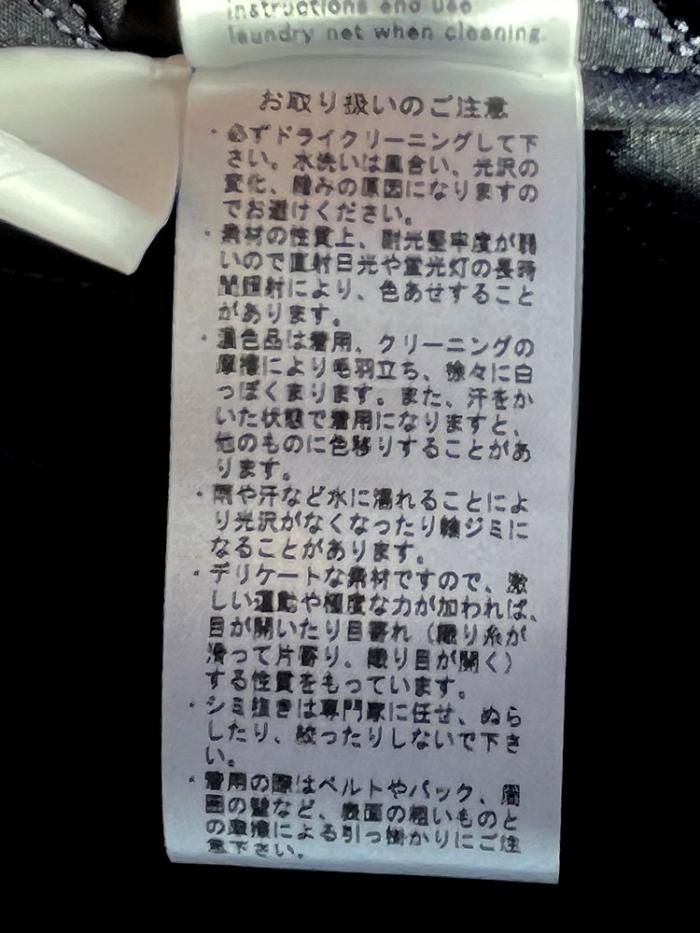 instructions and use
laundry net when cleaning.
お取り扱いのご注意
・必ずドライクリーニングして下
さい。水洗いは風合い、光沢の
変化、縮みの原因になりますの
でお避けください。
・素材の性質上、耐光堅牢度が弱
いので直射日光や蛍光灯の長時
間照射により、色あせすること
があります。
・濃色品は着用、クリーニングの
摩擦により毛羽立ち、徐々に白
っぽくまります。また、汗をか
いた状態で着用になりますと、
他のものに色移りすることがあ
ります。
・雨や汗など水に濡れることによ
り光沢がなくなったり輪ジミに
なることがあります。
・デリケートな素材ですので、激
しい運動や極度な力が加われば、
目が開いたり目寄れ（織り糸が
滑って片寄り、織り目が開く）
する性質をもっています。
・シミ抜きは専門家に任せ、ぬら
したり、絞ったりしないで下さ
い。
・着用の際はベルトやバック、周
囲の壁など、表面の粗いものと
の摩擦による引っ掛かりにご注
意下さい。